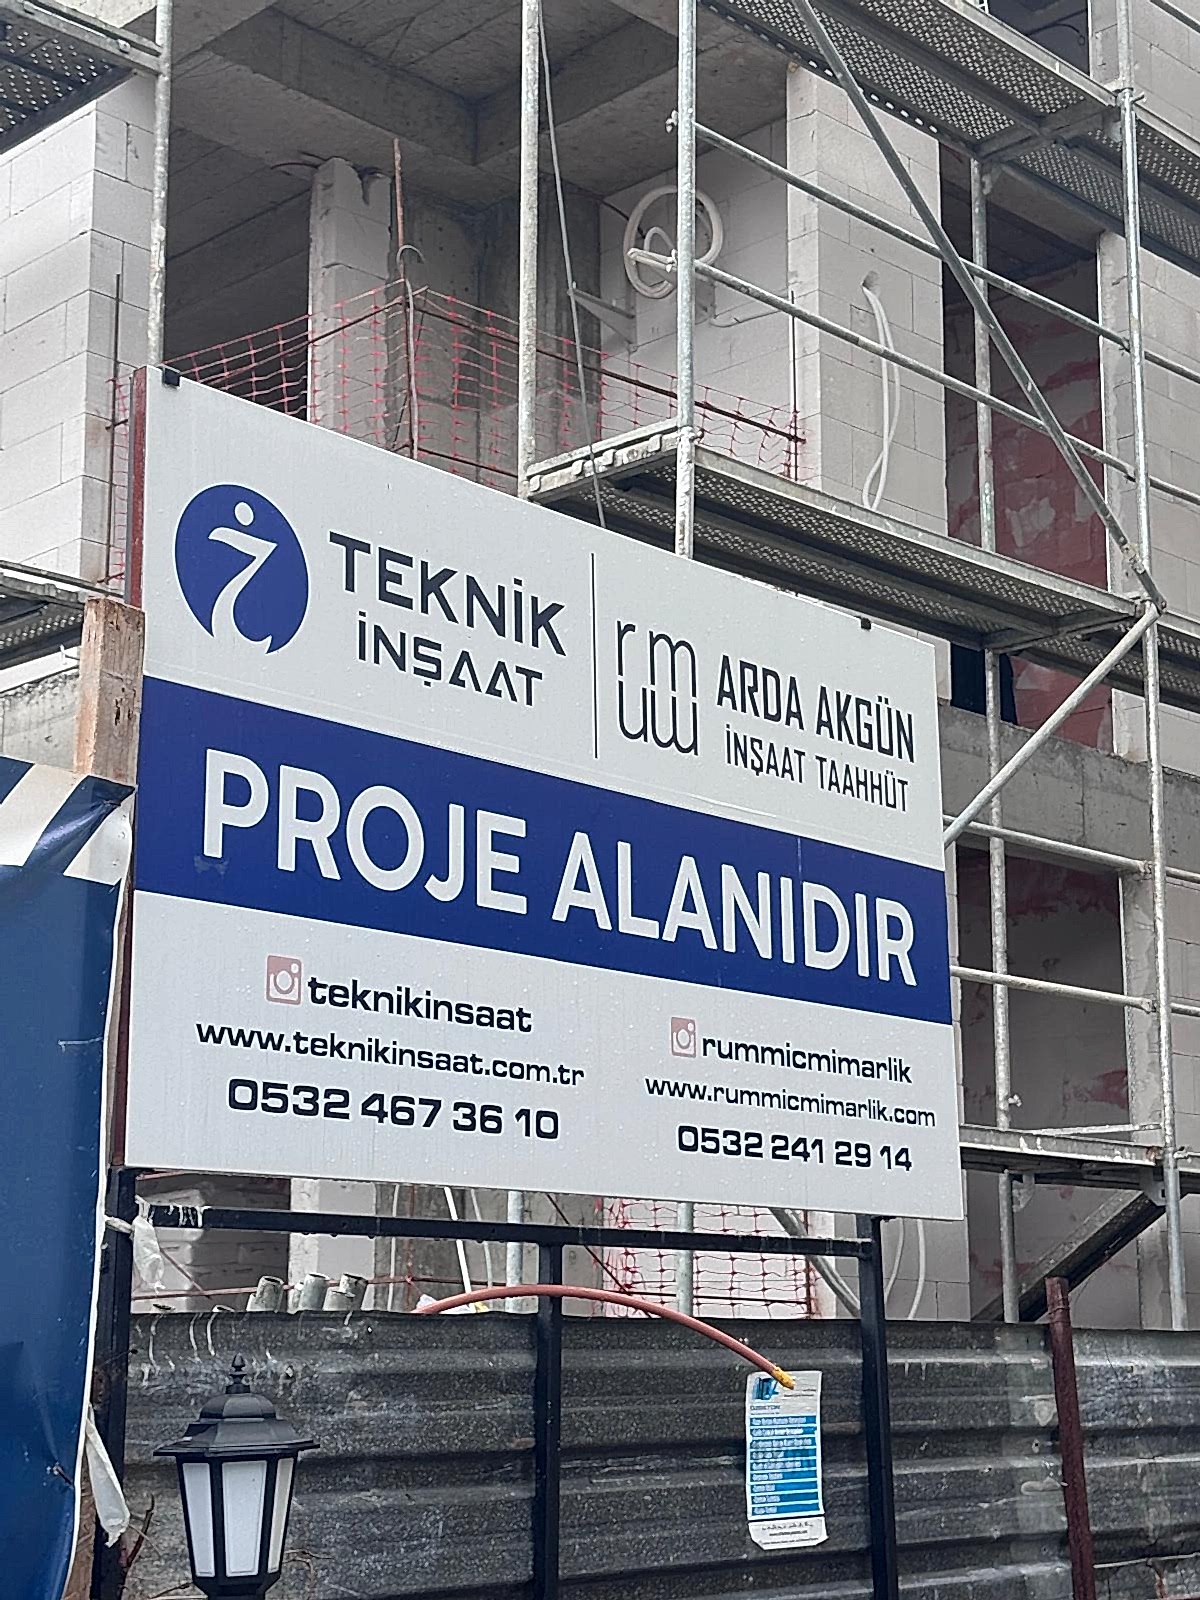 TEKNİK
İNŞAAT
rumm
ARDA AKGÜN
İNŞAAT TAAHHÜT
PROJE ALANIDIR
teknikinsaat
www.teknikinsaat.com.tr
0532 467 36 10
rummicmimarlik
www.rummicmimarlik.com
0532 241 29 14